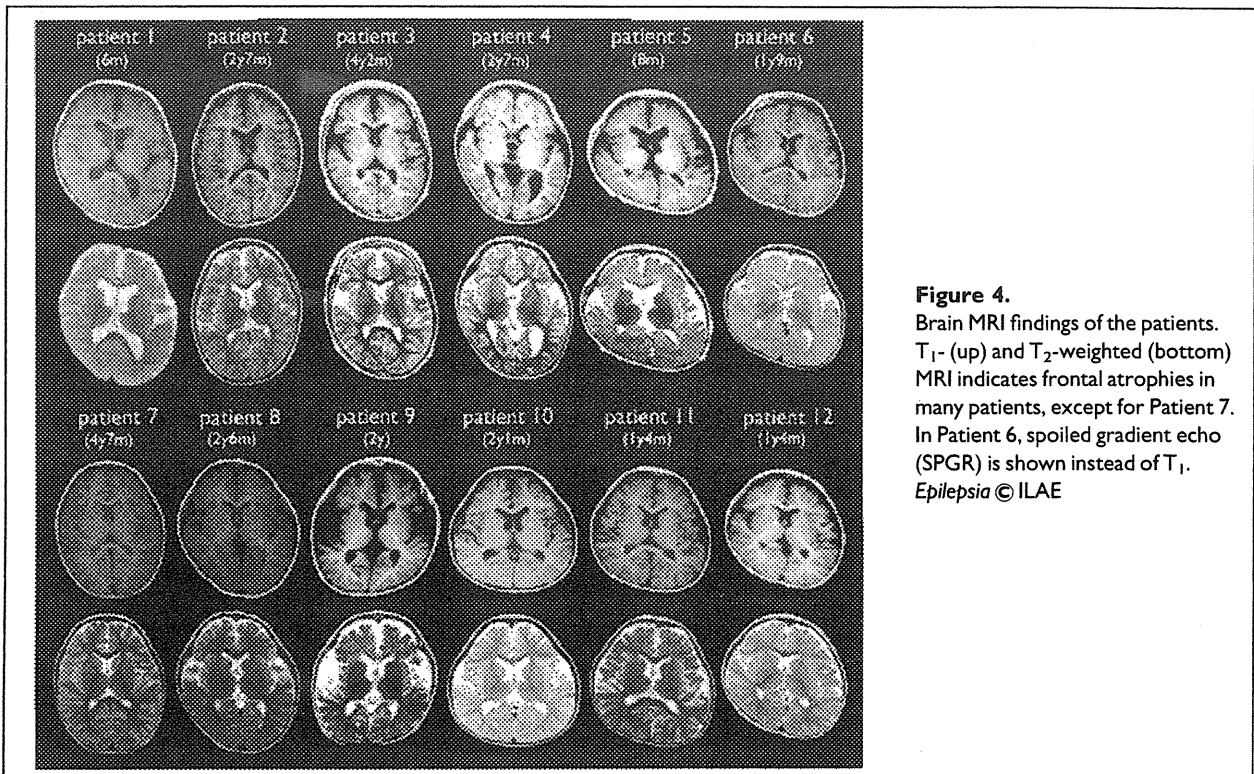 patient 1 patient 2 patient 3 patient 4 patient 5 patient 6
(6m) (2y7m) (4y2m) (2y7m) (8m) (1y9m)
patient 7 patient 8 patient 9 patient 10 patient 11 patient 12
(4y7m) (2y6m) (2y) (2y1m) (1y4m)
Figure 4.
Brain MRI findings of the patients.
T₁- (up) and T₂-weighted (bottom)
MRI indicates frontal atrophies in
many patients, except for Patient 7.
In Patient 6, spoiled gradient echo
(SPGR) is shown instead of T₁.
Epilepsia © ILAE